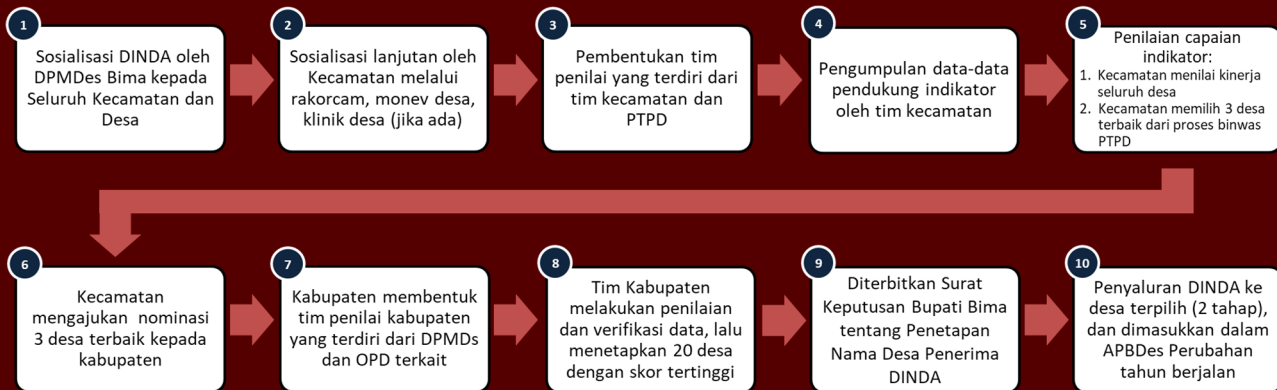 1
Sosialisasi DINDA oleh
DPMDes Bima kepada
Seluruh Kecamatan dan
Desa
2
Sosialisasi lanjutan oleh
Kecamatan melalui
rakorcam, monev desa,
klinik desa (jika ada)
3
Pembentukan tim
penilai yang terdiri dari
tim kecamatan dan
PTPD
4
Pengumpulan data-data
pendukung indikator
oleh tim kecamatan
5
Penilaian capaian
indikator:
1. Kecamatan menilai kinerja
seluruh desa
2. Kecamatan memilih 3 desa
terbaik dari proses binwas
PTPD
6
Kecamatan
mengajukan nominasi
3 desa terbaik kepada
kabupaten
7
Kabupaten membentuk
tim penilai kabupaten
yang terdiri dari DPMDs
dan OPD terkait
8
Tim Kabupaten
melakukan penilaian
dan verifikasi data, lalu
menetapkan 20 desa
dengan skor tertinggi
9
Diterbitkan Surat
Keputusan Bupati Bima
tentang Penetapan
Nama Desa Penerima
DINDA
10
Penyaluran DINDA ke
desa terpilih (2 tahap),
dan dimasukkan dalam
APBDes Perubahan
tahun berjalan